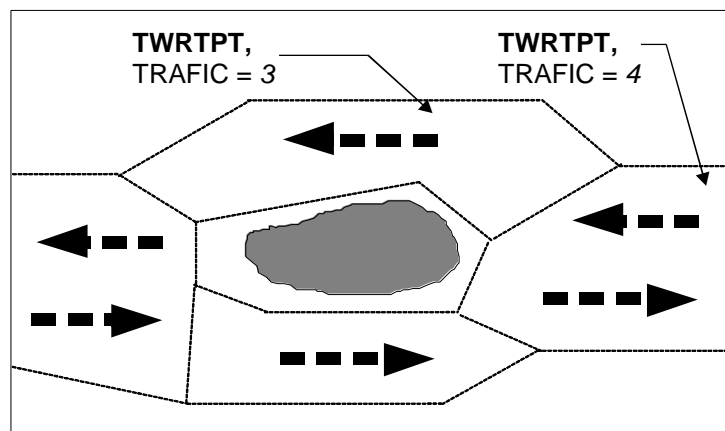 TWRTPT,
TRAFIC = 3
TWRTPT,
TRAFIC = 4